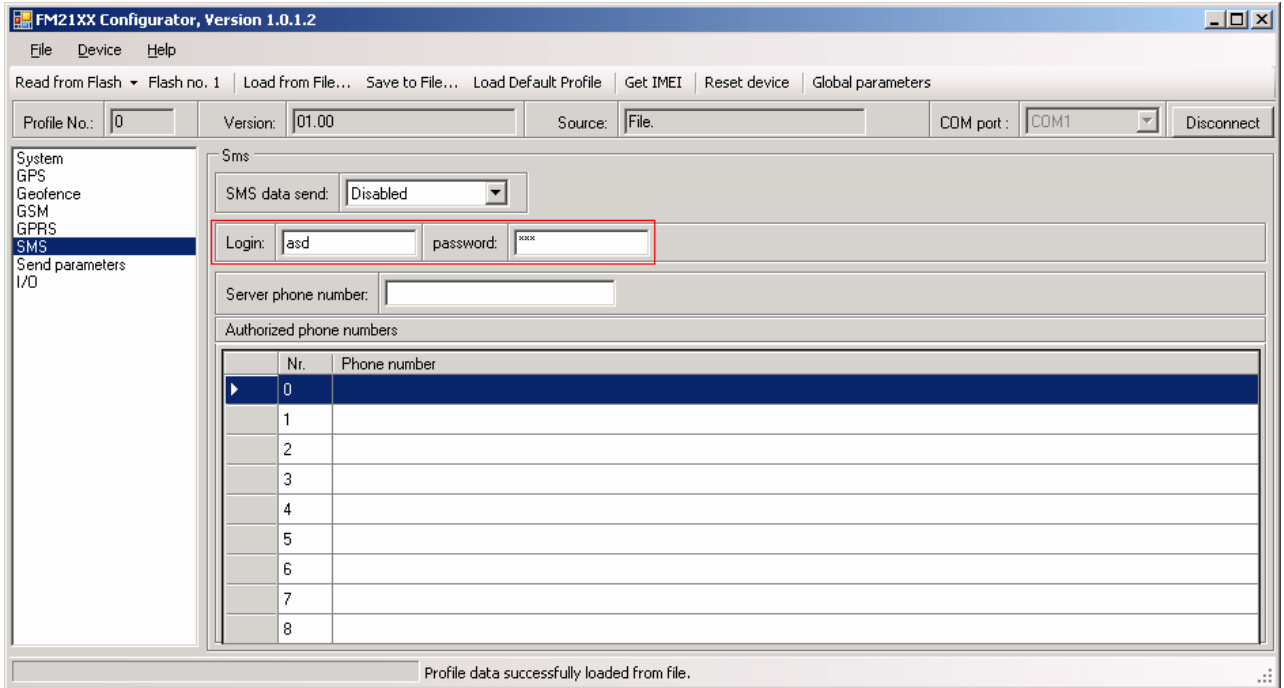 FM21XX Configurator, Version 1.0.1.2
File Device Help
Read from Flash Flash no. 1 Load from File... Save to File... Load Default Profile Get IMEI Reset device Global parameters
Profile No.: 0 Version: 01.00 Source: File. COM port : COM1 Disconnect
System
GPS
Geofence
GSM
GPRS
SMS
Send parameters
I/O
Sms
SMS data send: Disabled
Login: asd password: ***
Server phone number:
Authorized phone numbers
Nr. Phone number
0
1
2
3
4
5
6
7
8
Profile data successfully loaded from file.